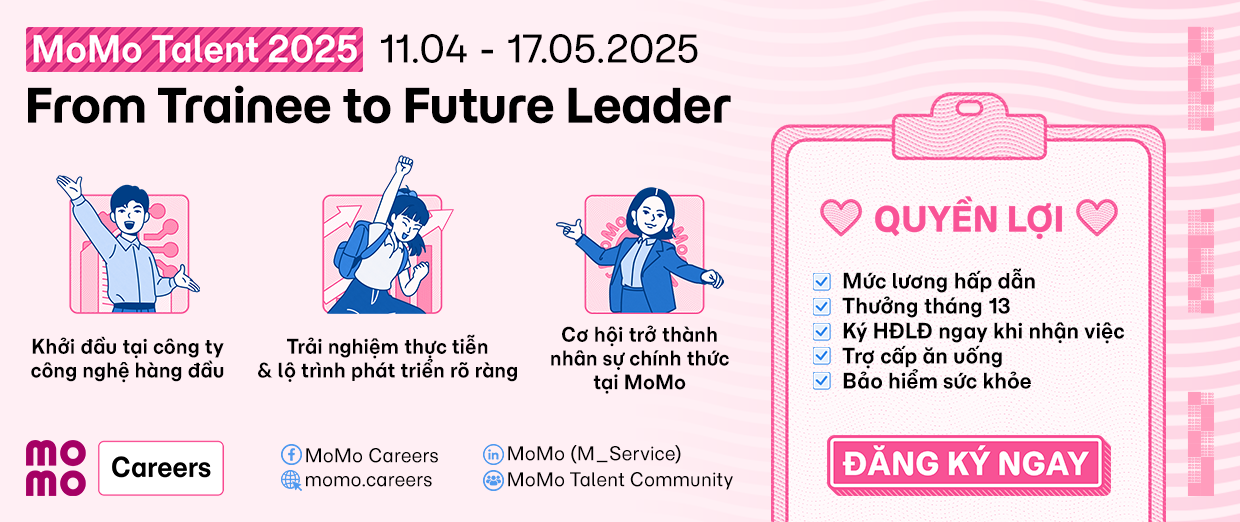 MoMo Talent 2025 11.04 - 17.05.2025
From Trainee to Future Leader
Khởi đầu tại công ty
công nghệ hàng đầu
Trải nghiệm thực tiễn
& lộ trình phát triển rõ ràng
MoMo
Mo
Cơ hội trở thành
nhân sự chính thức
tại MoMo
QUYỀN LỢI
Mức lương hấp dẫn
Thưởng tháng 13
Ký HĐLĐ ngay khi nhận việc
Trợ cấp ăn uống
Bảo hiểm sức khỏe
ĐĂNG KÝ NGAY
mo
mo
Careers
MoMo Careers
momo.careers
MoMo (M_Service)
MoMo Talent Community